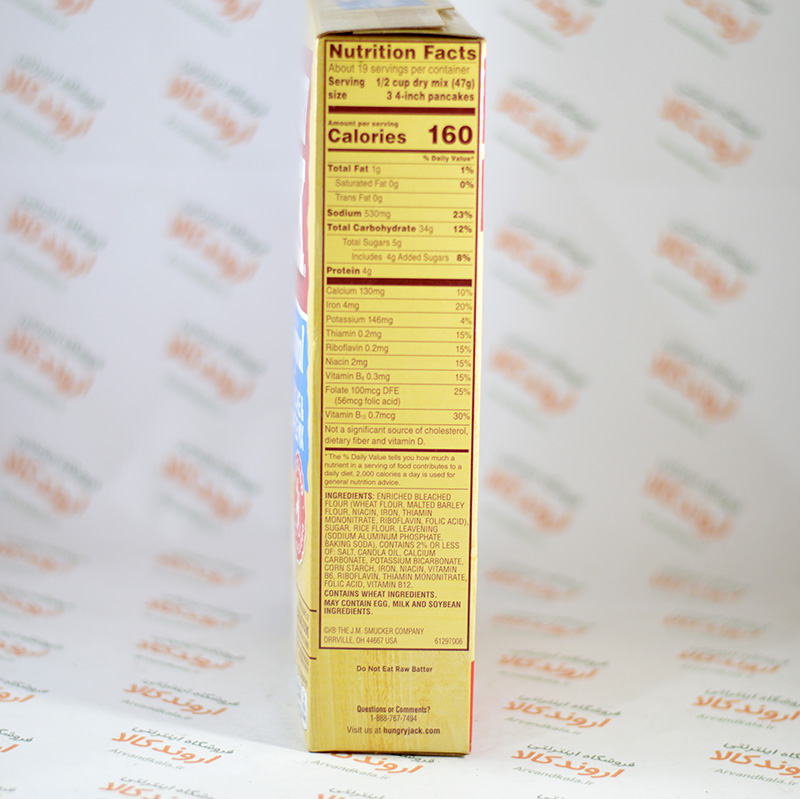 Nutrition Facts
About 19 servings per container
Serving 1/2 cup dry mix (47g)
size 3 4-inch pancakes
Amount per serving
Calories 160
% Daily Value*
Total Fat 1g 1%
Saturated Fat 0g 0%
Trans Fat 0g
Sodium 530mg 23%
Total Carbohydrate 34g 12%
Total Sugars 5g
Includes 4g Added Sugars 8%
Protein 4g
Calcium 130mg 10%
Iron 4mg 20%
Potassium 146mg 4%
Thiamin 0.2mg 15%
Riboflavin 0.2mg 15%
Niacin 2mg 15%
Vitamin B₆ 0.3mg 15%
Folate 100mcg DFE 25%
(56mcg folic acid)
Vitamin B₁₂ 0.7mcg 30%
Not a significant source of cholesterol,
dietary fiber and vitamin D.
*The % Daily Value tells you how much a
nutrient in a serving of food contributes to a
daily diet. 2,000 calories a day is used for
general nutrition advice.
INGREDIENTS: ENRICHED BLEACHED
FLOUR (WHEAT FLOUR, MALTED BARLEY
FLOUR, NIACIN, IRON, THIAMIN
MONONITRATE, RIBOFLAVIN, FOLIC ACID),
SUGAR, RICE FLOUR, LEAVENING
(SODIUM ALUMINUM PHOSPHATE,
BAKING SODA), CONTAINS 2% OR LESS
OF: SALT, CANOLA OIL, CALCIUM
CARBONATE, POTASSIUM BICARBONATE,
CORN STARCH, IRON, NIACIN, VITAMIN
B6, RIBOFLAVIN, THIAMIN MONONITRATE,
FOLIC ACID, VITAMIN B12.
CONTAINS WHEAT INGREDIENTS.
MAY CONTAIN EGG, MILK AND SOYBEAN
INGREDIENTS.
©/® THE J.M. SMUCKER COMPANY
ORRVILLE, OH 44667 USA 61297006
Do Not Eat Raw Batter
Questions or Comments?
1-888-767-7494
Visit us at hungryjack.com
فروشگاه اینترنتی
اروندکالا
Arvandkala.ir